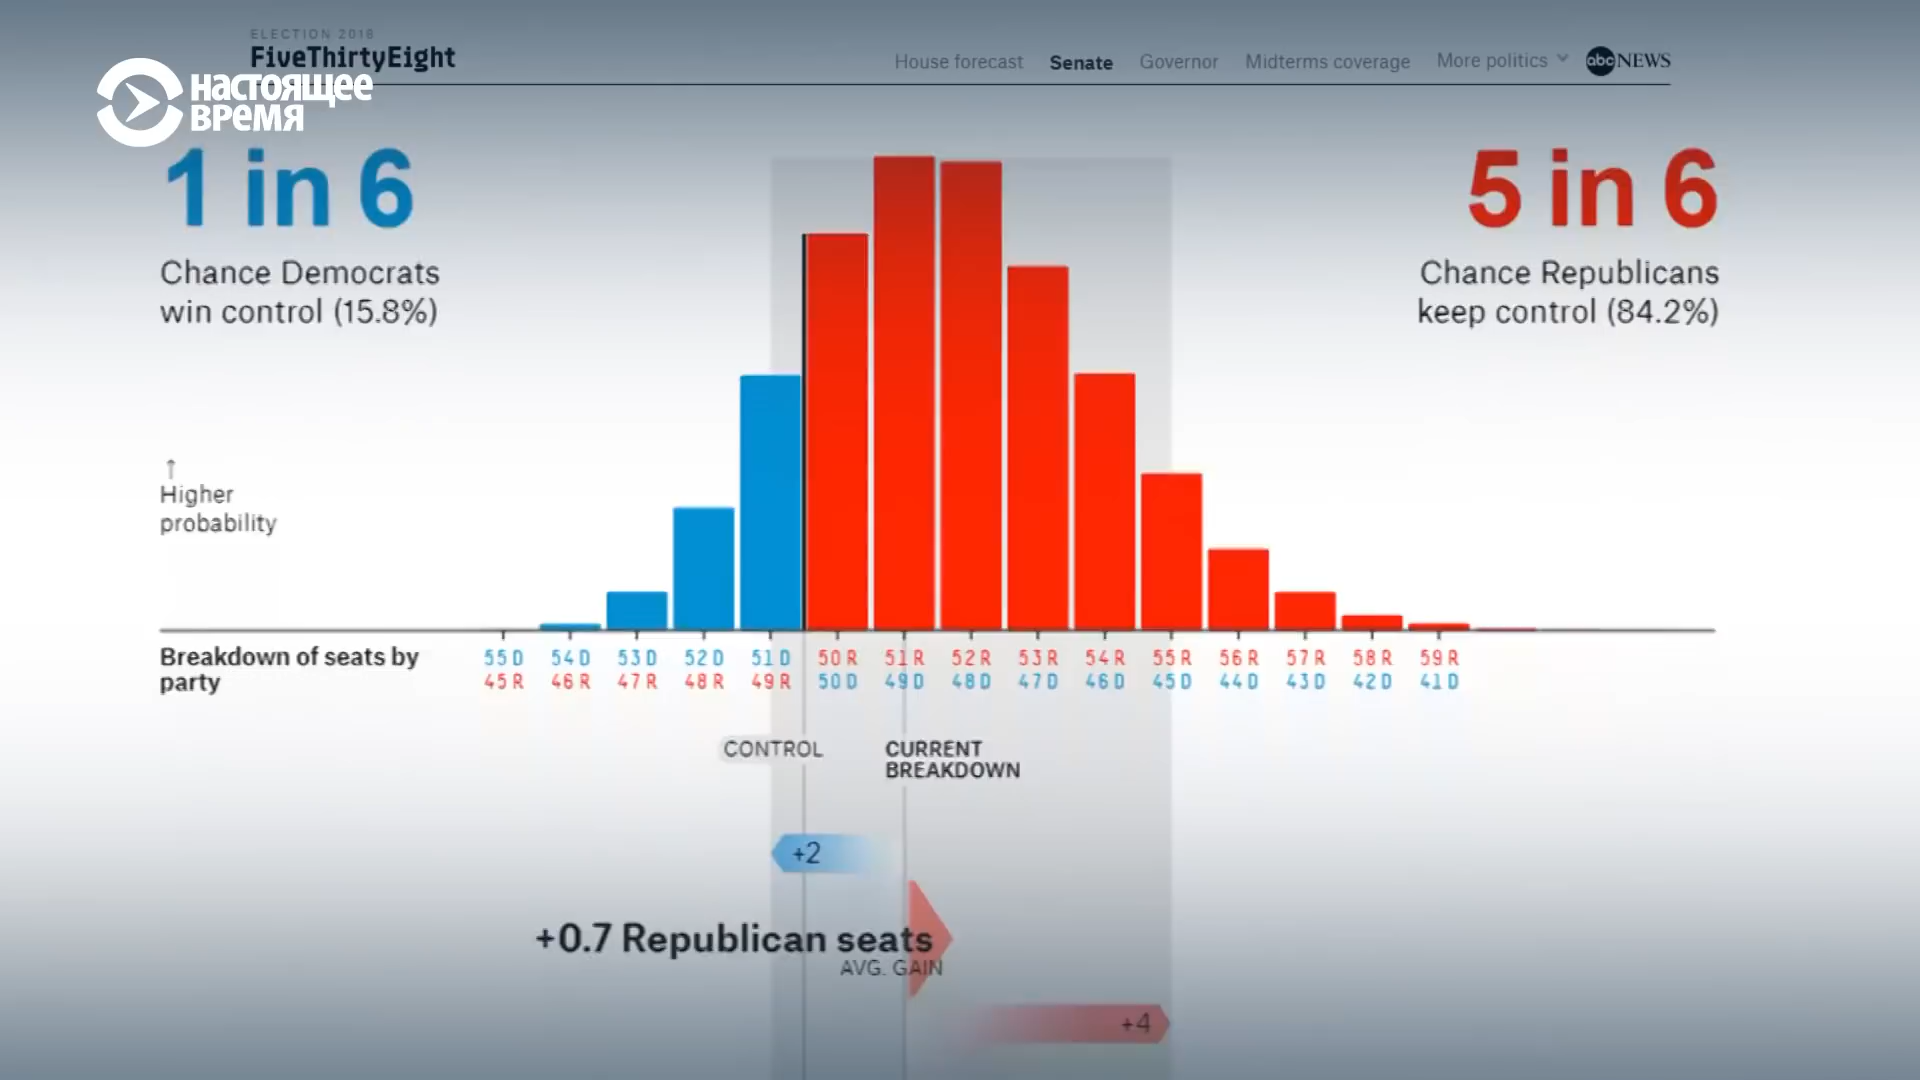 ELECTION 2018
FiveThirtyEight
House forecast Senate Governor Midterms coverage More politics abc NEWS
НАСТОЯЩЕЕ
ВРЕМЯ
1 in 6
Chance Democrats
win control (15.8%)
5 in 6
Chance Republicans
keep control (84.2%)
↑
Higher
probability
Breakdown of seats by
party
55 D 54 D 53 D 52 D 51 D 50 R 51 R 52 R 53 R 54 R 55 R 56 R 57 R 58 R 59 R
45 R 46 R 47 R 48 R 49 R 50 D 49 D 48 D 47 D 46 D 45 D 44 D 43 D 42 D 41 D
CONTROL
CURRENT
BREAKDOWN
+2
+0.7 Republican seats
AVG. GAIN
+4